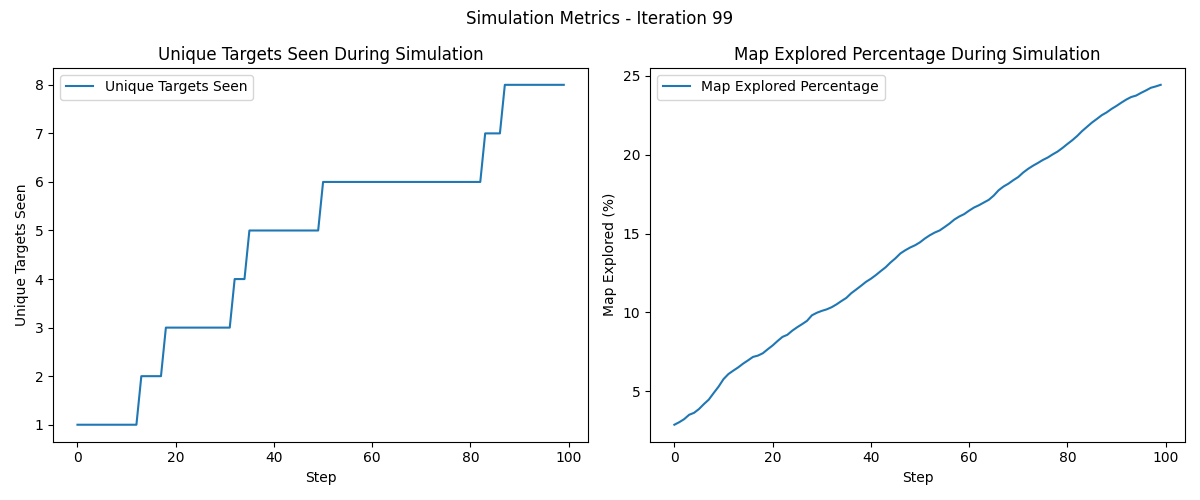 Simulation Metrics - Iteration 99
Unique Targets Seen During Simulation
Unique Targets Seen
8
7
6
5
4
3
2
1
Unique Targets Seen
0 20 40 60 80 100
Step
Map Explored Percentage During Simulation
Map Explored Percentage
25
20
15
10
5
Map Explored (%)
0 20 40 60 80 100
Step